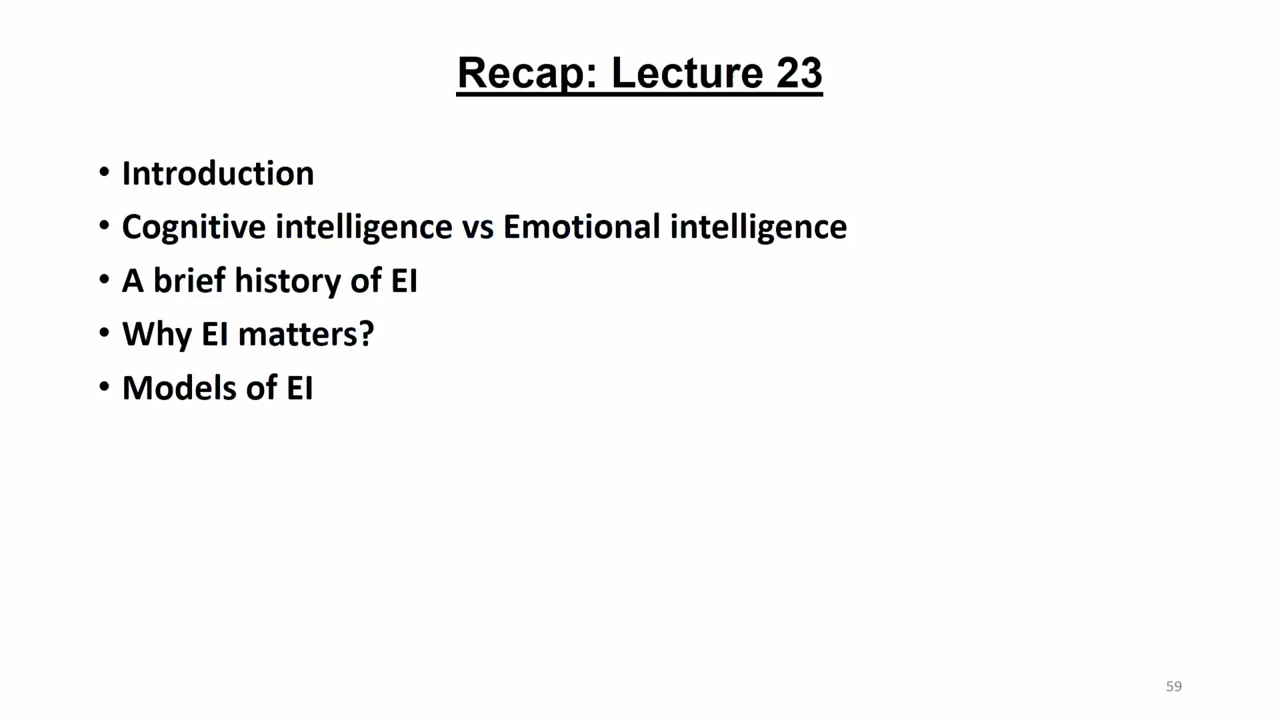 Recap: Lecture 23
• Introduction
• Cognitive intelligence vs Emotional intelligence
• A brief history of EI
• Why EI matters?
• Models of EI
59